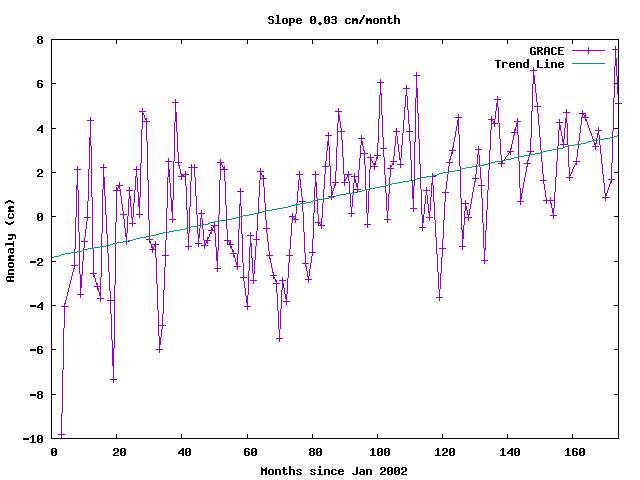 Slope 0.03 cm/month
GRACE
Trend Line
8
6
4
2
0
-2
-4
-6
-8
-10
Anomaly (cm)
0 20 40 60 80 100 120 140 160
Months since Jan 2002